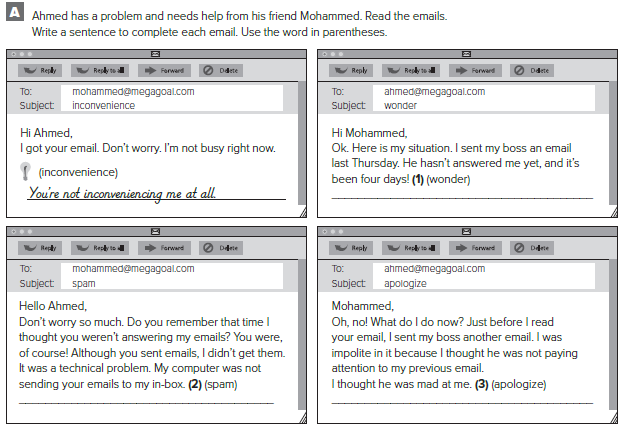 A Ahmed has a problem and needs help from his friend Mohammed. Read the emails.
Write a sentence to complete each email. Use the word in parentheses.
Reply Reply to all Forward Delete
To: mohammed@megagoal.com
Subject: inconvenience
Hi Ahmed,
I got your email. Don't worry. I'm not busy right now.
(inconvenience)
You're not inconveniencing me at all.
Reply Reply to all Forward Delete
To: ahmed@megagoal.com
Subject: wonder
Hi Mohammed,
Ok. Here is my situation. I sent my boss an email
last Thursday. He hasn't answered me yet, and it's
been four days! (1) (wonder)
Reply Reply to all Forward Delete
To: mohammed@megagoal.com
Subject: spam
Hello Ahmed,
Don't worry so much. Do you remember that time I
thought you weren't answering my emails? You were,
of course! Although you sent emails, I didn't get them.
It was a technical problem. My computer was not
sending your emails to my in-box. (2) (spam)
Reply Reply to all Forward Delete
To: ahmed@megagoal.com
Subject: apologize
Mohammed,
Oh, no! What do I do now? Just before I read
your email, I sent my boss another email. I was
impolite in it because I thought he was not paying
attention to my previous email.
I thought he was mad at me. (3) (apologize)